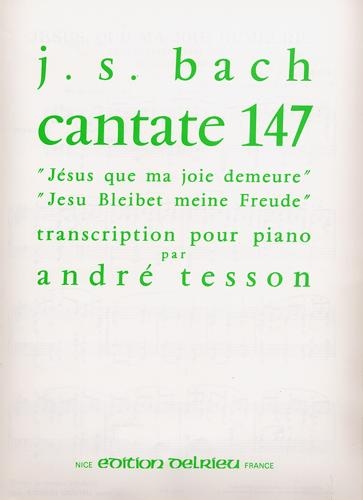 j. s. bach
cantate 147
"Jésus que ma joie demeure"
"Jesu Bleibet meine Freude"
transcription pour piano
par
andré tesson
NICE edition delrieu FRANCE